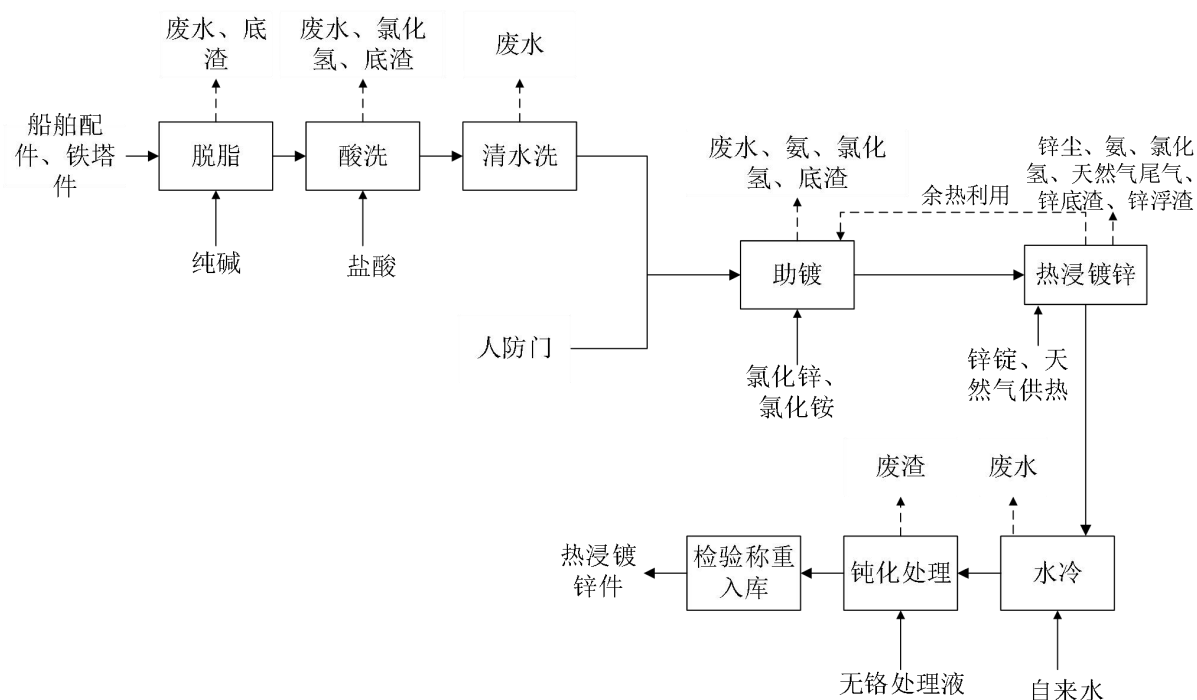 废水、底
渣
废水、氯化
氢、底渣
废水
船舶配
件、铁塔
件
脱脂
酸洗
清水洗
纯碱
盐酸
人防门
废水、氨、氯化
氢、底渣
余热利用
锌尘、氨、氯化
氢、天然气尾气、
锌底渣、锌浮渣
助镀
热浸镀锌
氯化锌、
氯化铵
锌锭、天
然气供热
废渣
废水
热浸镀
锌件
检验称重
入库
钝化处理
水冷
无铬处理液
自来水